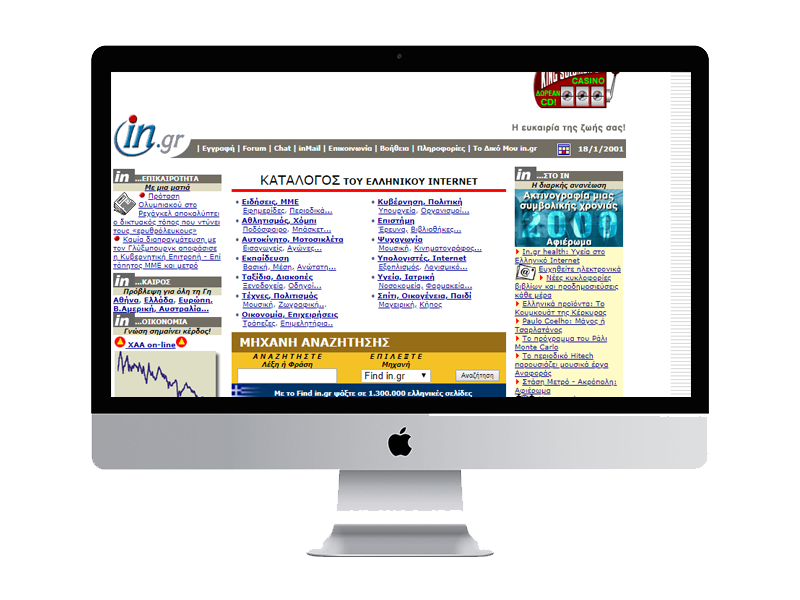 KING SOLOMON'S
CASINO
ΔΩΡΕΑΝ
CD!
Η ευκαιρία της ζωής σας!
in.gr
| Εγγραφή | Forum | Chat | inMail | Επικοινωνία | Βοήθεια | Πληροφορίες | Το Δικό Μου in.gr
18/1/2001
in ...ΕΠΙΚΑΙΡΟΤΗΤΑ
Με μια ματιά
Πρόταση
Ολυμπιακού στο
Ρεχάγκελ αποκαλύπτει
ο δικτυακός τόπος που ντύνει
τους «ερυθρόλευκους»
Καμία διαπραγμάτευση με
τον Γλύξμπουργκ αποφάσισε
η Κυβερνητική Επιτροπή - Επί
τάπητος ΜΜΕ και μετρό
in ...ΚΑΙΡΟΣ
Πρόβλεψη για όλη τη Γη
Αθήνα, Ελλάδα, Ευρώπη,
Β.Αμερική, Αυστραλία...
in ...ΟΙΚΟΝΟΜΙΑ
Γνώση σημαίνει κέρδος!
ΧΑΑ on-line
ΚΑΤΑΛΟΓΟΣ ΤΟΥ ΕΛΛΗΝΙΚΟΥ INTERNET
Ειδήσεις, ΜΜΕ
Εφημερίδες, Περιοδικά...
Αθλητισμός, Χόμπι
Ποδόσφαιρο, Μπάσκετ...
Αυτοκίνητο, Μοτοσικλέτα
Εισαγωγείς, Αγώνες...
Εκπαίδευση
Βασική, Μέση, Ανώτατη...
Ταξίδια, Διακοπές
Ξενοδοχεία, Οδηγοί...
Τέχνες, Πολιτισμός
Μουσική, Ζωγραφική..
Οικονομία, Επιχειρήσεις
Τράπεζες, Επιμελητήρια..
Κυβέρνηση, Πολιτική
Υπουργεία, Οργανισμοί...
Επιστήμη
Έρευνα, Βιβλιοθήκες...
Ψυχαγωγία
Μουσική, Κινηματογράφος...
Υπολογιστές, Internet
Εξοπλισμός, Λογισμικό...
Υγεία, Ιατρική
Νοσοκομεία, Φαρμακεία...
Σπίτι, Οικογένεια, Παιδί
Μαγειρική, Κήπος
ΜΗΧΑΝΗ ΑΝΑΖΗΤΗΣΗΣ
ΑΝΑΖΗΤΗΣΤΕ
Λέξη ή Φράση
ΕΠΙΛΕΞΤΕ
Μηχανή
Find in.gr
Αναζήτηση
Με το Find in.gr ψάξτε σε 1.300.000 ελληνικές σελίδες
in ...ΣΤΟ ΙΝ
Η διαρκής ανανέωση
Ακτινογραφία μιας
συμβολικής χρονιάς
2000
Αφιέρωμα
In.gr health: Υγεία στο
Ελληνικό Internet
Ευχηθείτε ηλεκτρονικά
Νέες κυκλοφορίες
βιβλίων και προδημοσιεύσεις
κάθε μέρα
Ελληνικά προϊόντα: Το
Κουμκουάτ της Κέρκυρας
Paulo Coelho: Μάγος ή
Τσαρλατάνος
Το πρόγραμμα του Ράλι
Monte Carlo
Το περιοδικό Hitech
παρουσιάζει μουσικά έργα
Αναφοράς
Στάση Μετρό - Ακρόπολη:
Αφιέρωμα